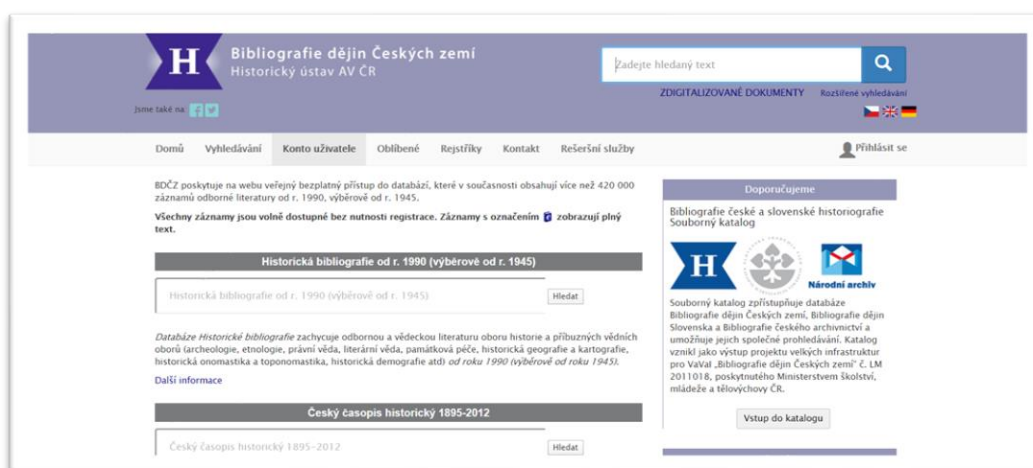 H
Bibliografie dějin Českých zemí
Historický ústav AV ČR
Zadejte hledaný text
ZDIGITALIZOVANÉ DOKUMENTY Rozšířené vyhledávání
Jsme také na:
Domů Vyhledávání Konto uživatele Oblíbené Rejstříky Kontakt Rešeršní služby Přihlásit se
BDČZ poskytuje na webu veřejný bezplatný přístup do databází, které v současnosti obsahují více než 420 000
záznamů odborné literatury od r. 1990, výběrově od r. 1945.
Všechny záznamy jsou volně dostupné bez nutnosti registrace. Záznamy s označením zobrazují plný
text.
Historická bibliografie od r. 1990 (výběrově od r. 1945)
Historická bibliografie od r. 1990 (výběrově od r. 1945) Hledat
Databáze Historické bibliografie zachycuje odbornou a vědeckou literaturu oboru historie a příbuzných vědních
oborů (archeologie, etnologie, právní věda, literární věda, památková péče, historická geografie a kartografie,
historická onomastika a toponomastika, historická demografie atd) od roku 1990 (výběrově od roku 1945).
Další informace
Český časopis historický 1895-2012
Český časopis historický 1895-2012 Hledat
Doporučujeme
Bibliografie české a slovenské historiografie
Souborný katalog
H
Národní archiv
Souborný katalog zpřístupňuje databáze
Bibliografie dějin Českých zemí, Bibliografie dějin
Slovenska a Bibliografie českého archivnictví a
umožňuje jejich společné prohledávání. Katalog
vznikl jako výstup projektu velkých infrastruktur
pro VaVaI „Bibliografie dějin Českých zemí" č. LM
2011018, poskytnutého Ministerstvem školství,
mládeže a tělovýchovy ČR.
Vstup do katalogu